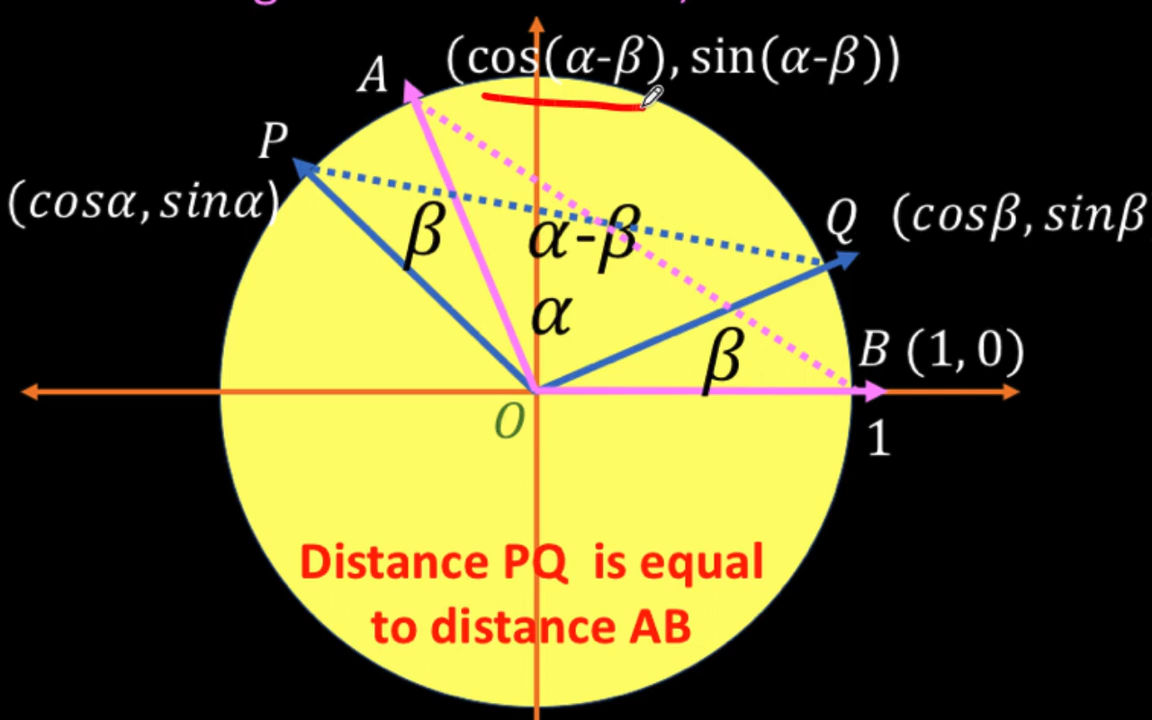 A (cos(α-β), sin(α-β))
P
(cosα, sinα)
Q (cosβ, sinβ
β α-β
α
β
B (1, 0)
O
1
Distance PQ is equal
to distance AB